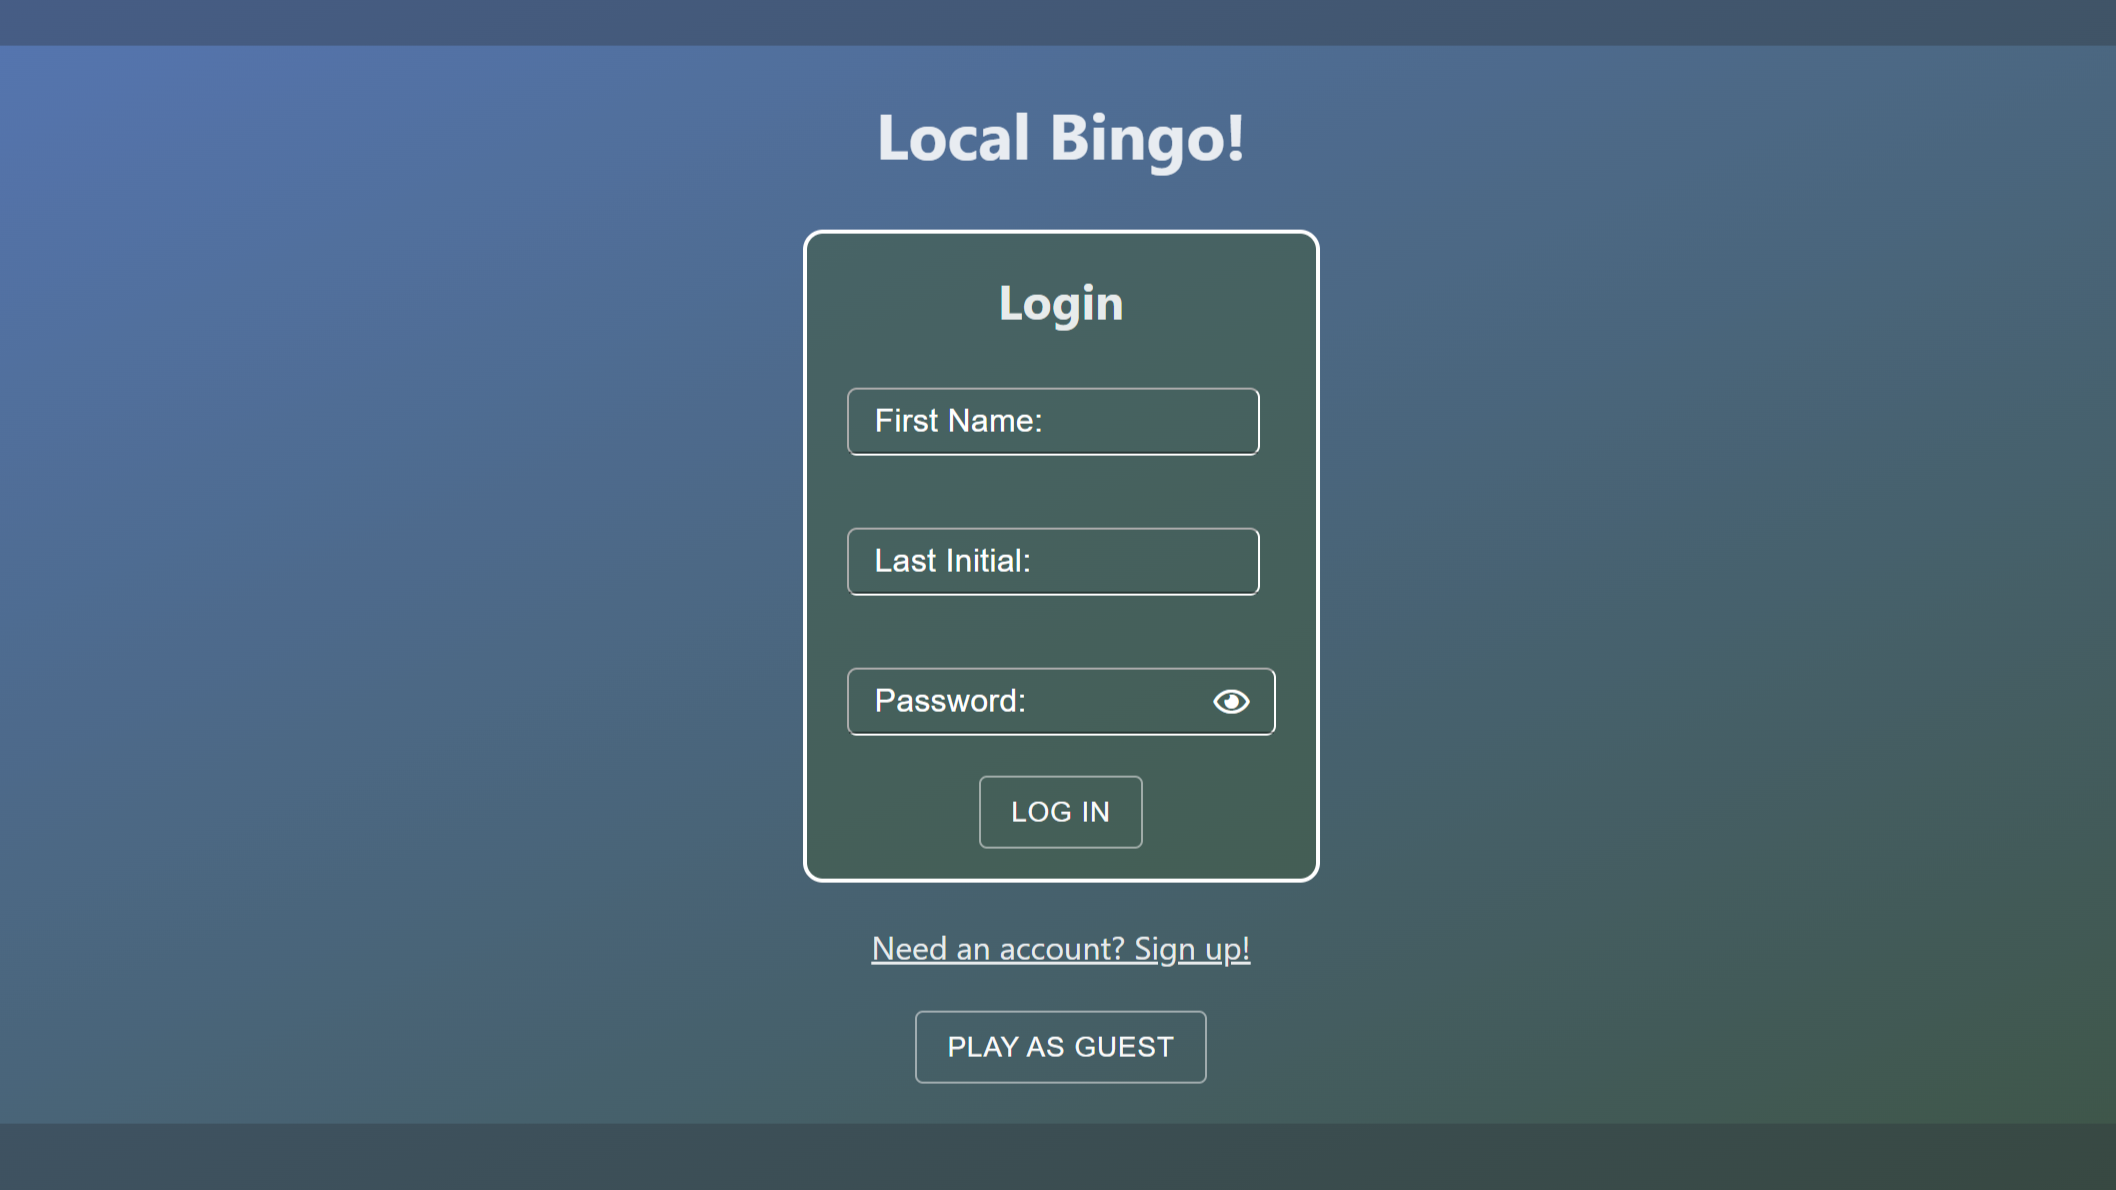 Local Bingo!
Login
First Name:
Last Initial:
Password:
LOG IN
Need an account? Sign up!
PLAY AS GUEST